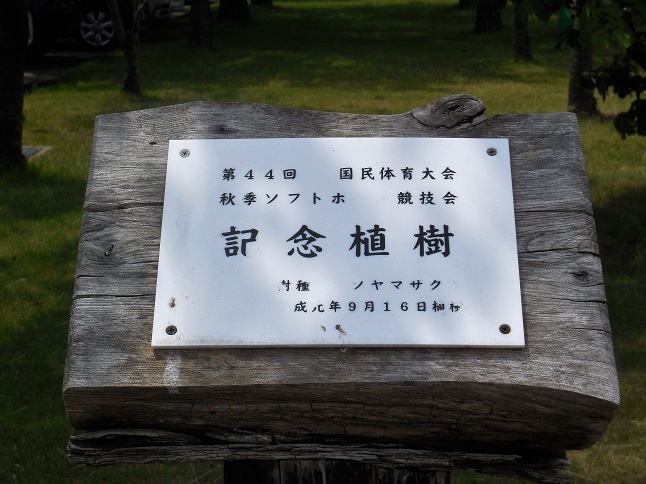 第44回 国民体育大会
秋季ソフトホ 競技会
記念植樹
種 ノヤマサク
成元年9月16日植